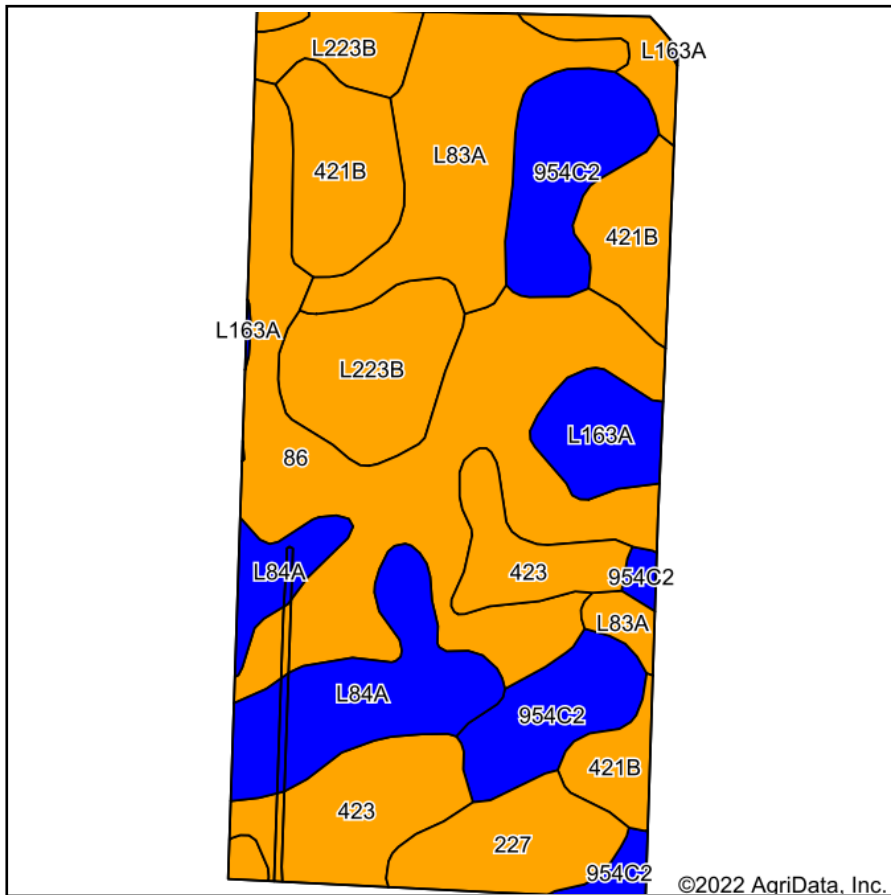 L223B
L163A
L83A
421B
954C2
421B
L163A
L223B
L163A
86
L84A
423
954C2
L83A
L84A
954C2
421B
423
227
954C2
©2022 AgriData, Inc.